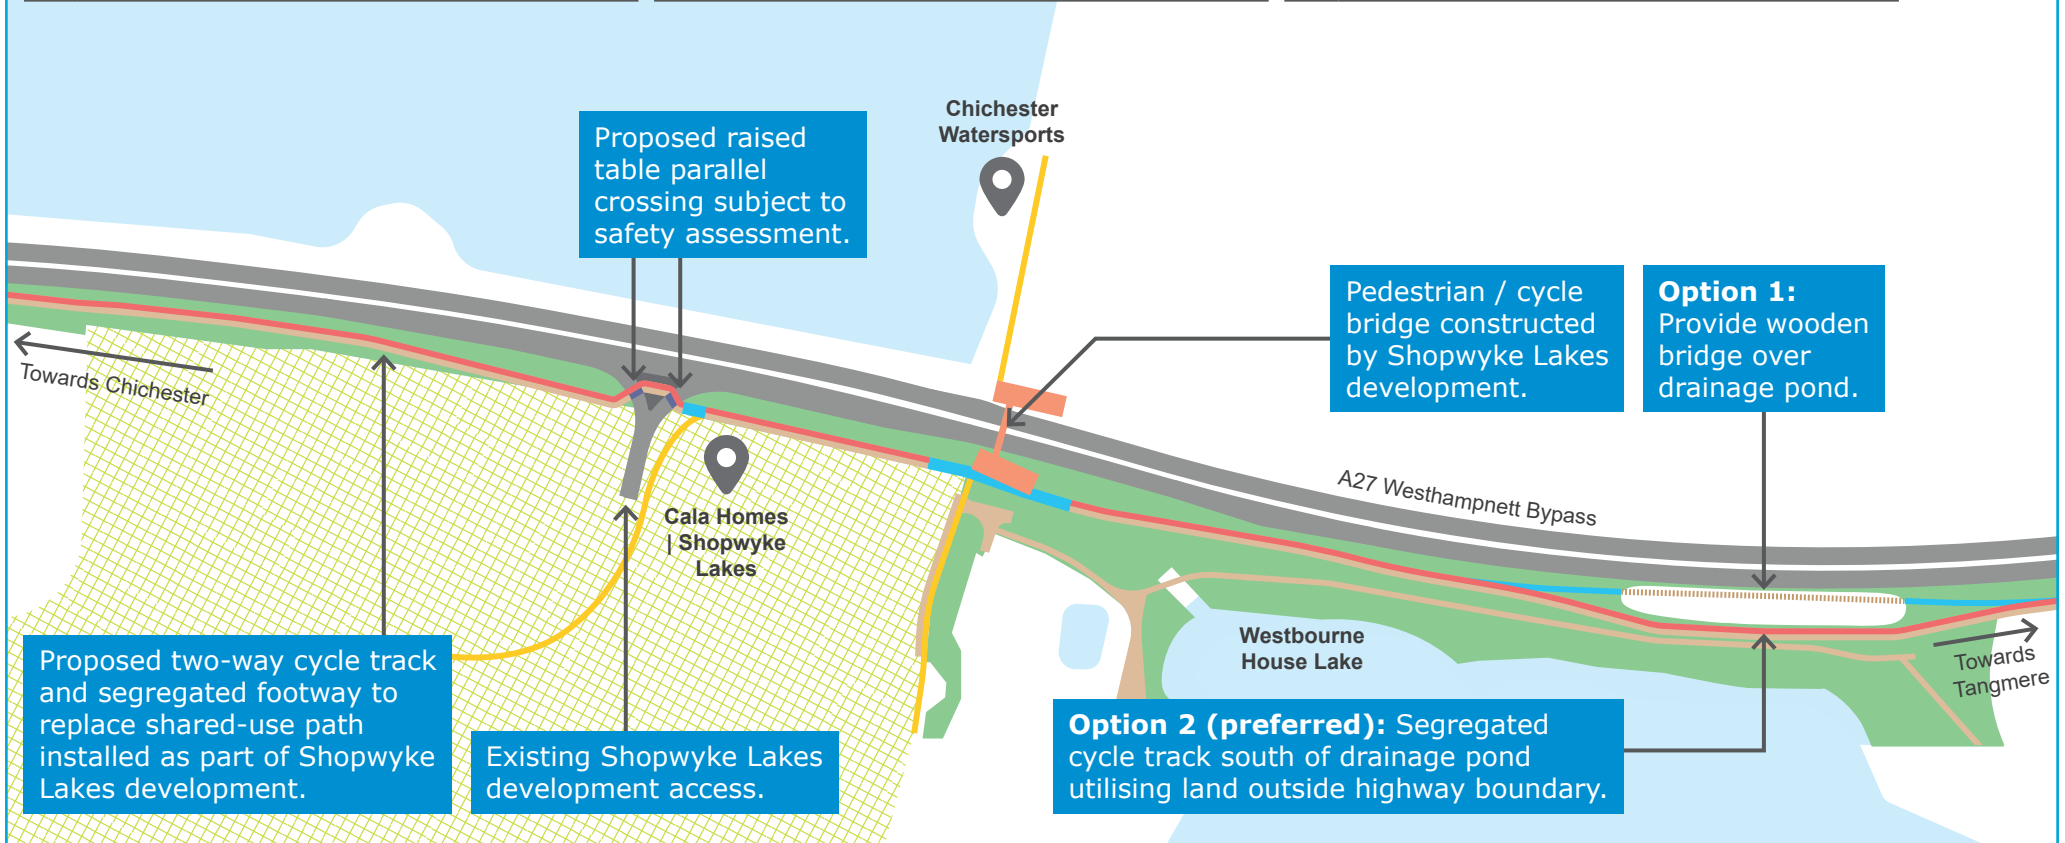 Chichester
Watersports
Proposed raised
table parallel
crossing subject to
safety assessment.
Pedestrian / cycle
bridge constructed
by Shopwyke Lakes
development.
Option 1:
Provide wooden
bridge over
drainage pond.
Towards Chichester
A27 Westhampnett Bypass
Cala Homes
| Shopwyke
Lakes
Westbourne
House Lake
Towards
Tangmere
Proposed two-way cycle track
and segregated footway to
replace shared-use path
installed as part of Shopwyke
Lakes development.
Existing Shopwyke Lakes
development access.
Option 2 (preferred): Segregated
cycle track south of drainage pond
utilising land outside highway boundary.